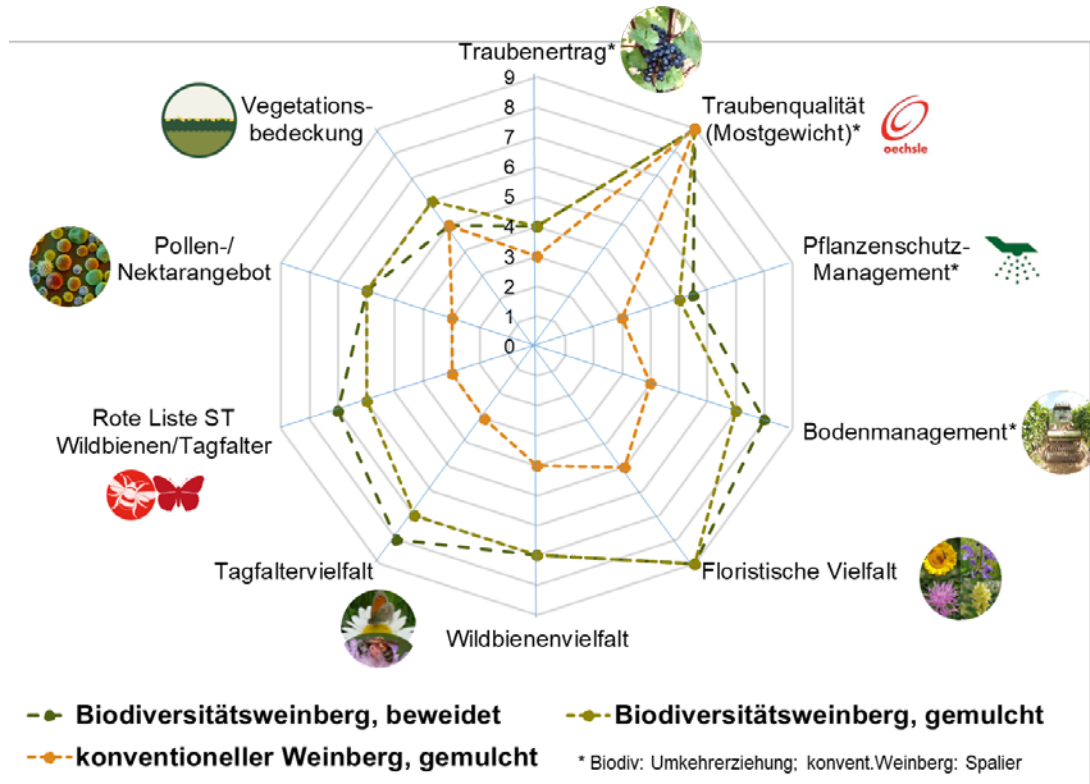 Traubenertrag*
Traubenqualität
(Mostgewicht)*
oechsle
Vegetations-
bedeckung
9
8
7
6
5
4
3
2
1
0
Pollen-/
Nektarangebot
Pflanzenschutz-
Management*
Rote Liste ST
Wildbienen/Tagfalter
Bodenmanagement*
Tagfaltervielfalt
Floristische Vielfalt
Wildbienenvielfalt
Biodiversitätsweinberg, beweidet
Biodiversitätsweinberg, gemulcht
konventioneller Weinberg, gemulcht
* Biodiv: Umkehrerziehung; konvent.Weinberg: Spalier